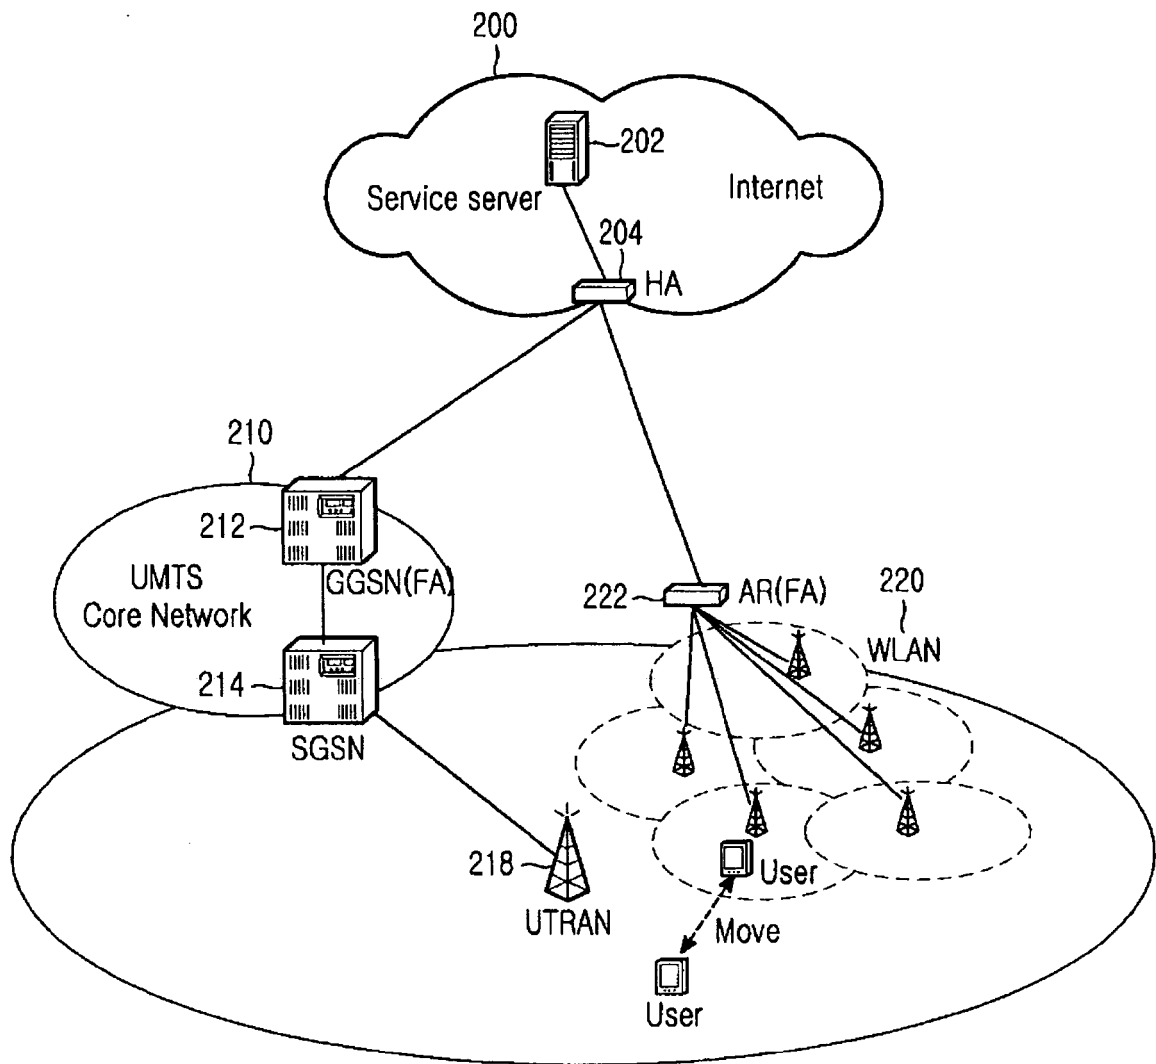 200
202
Service server
Internet
204
HA
210
212
GGSN(FA)
UMTS
Core Network
222
AR(FA)
220
WLAN
214
SGSN
218
UTRAN
User
Move
User